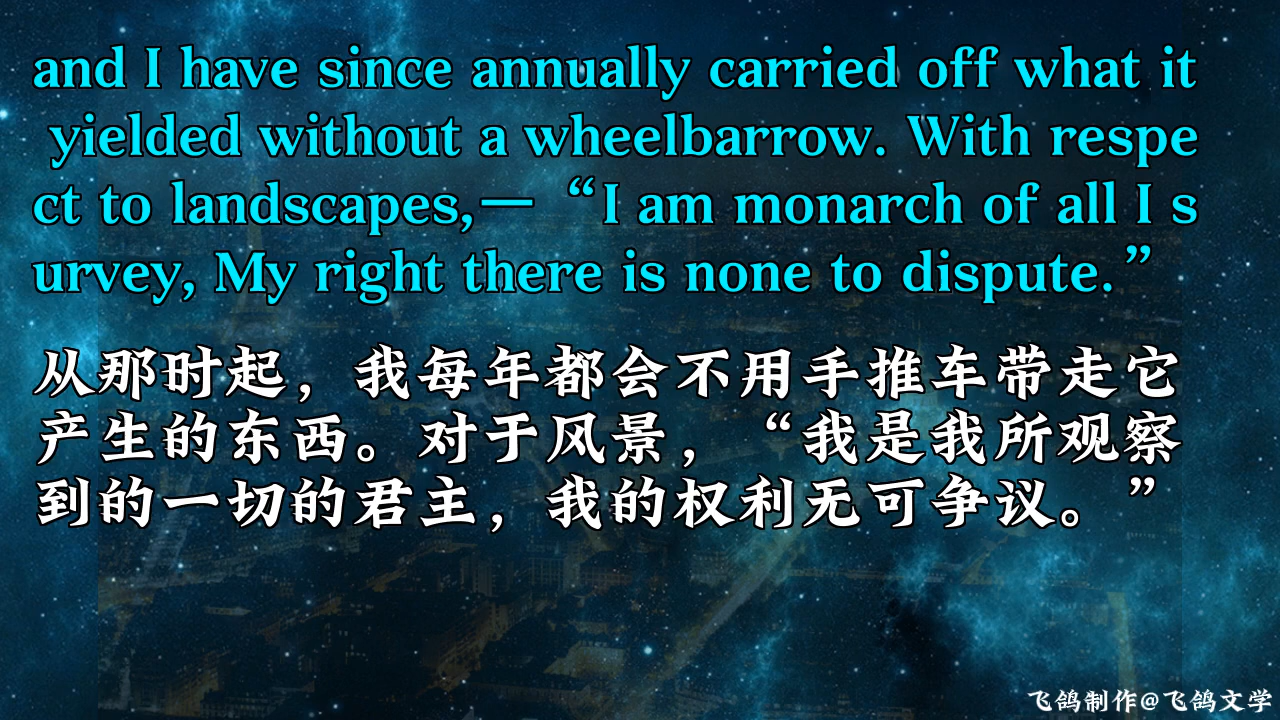 and I have since annually carried off what it
yielded without a wheelbarrow. With respe
ct to landscapes,— “I am monarch of all I s
urvey, My right there is none to dispute.”
从那时起，我每年都会不用手推车带走它
产生的东西。对于风景，“我是我所观察
到的一切的君主，我的权利无可争议。”
飞鸽制作@飞鸽文学